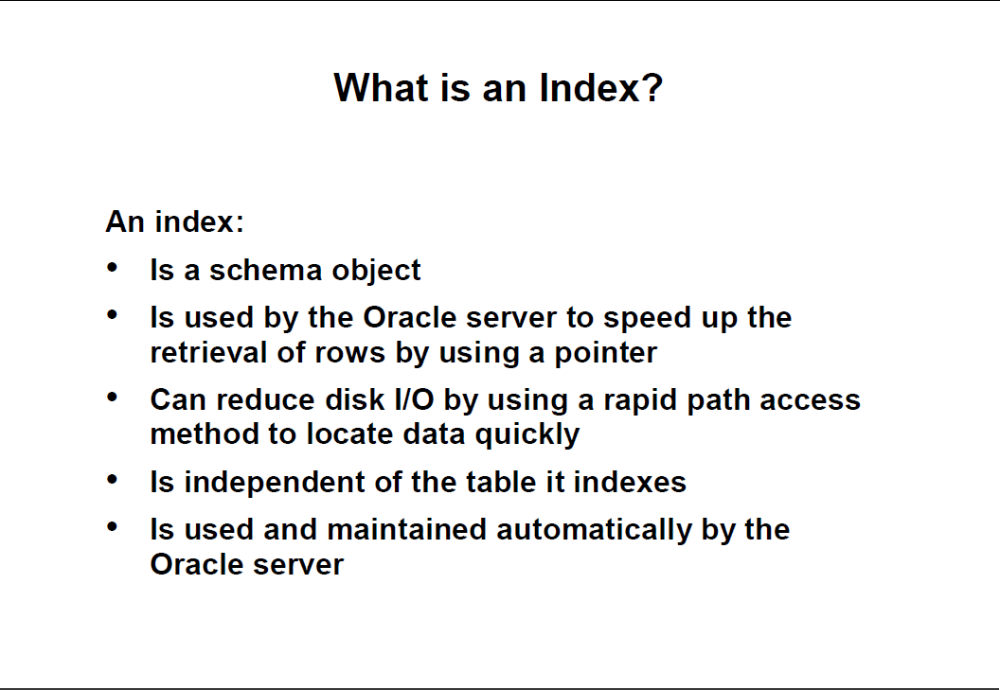 What is an Index?
An index:
• Is a schema object
• Is used by the Oracle server to speed up the
retrieval of rows by using a pointer
• Can reduce disk I/O by using a rapid path access
method to locate data quickly
• Is independent of the table it indexes
• Is used and maintained automatically by the
Oracle server